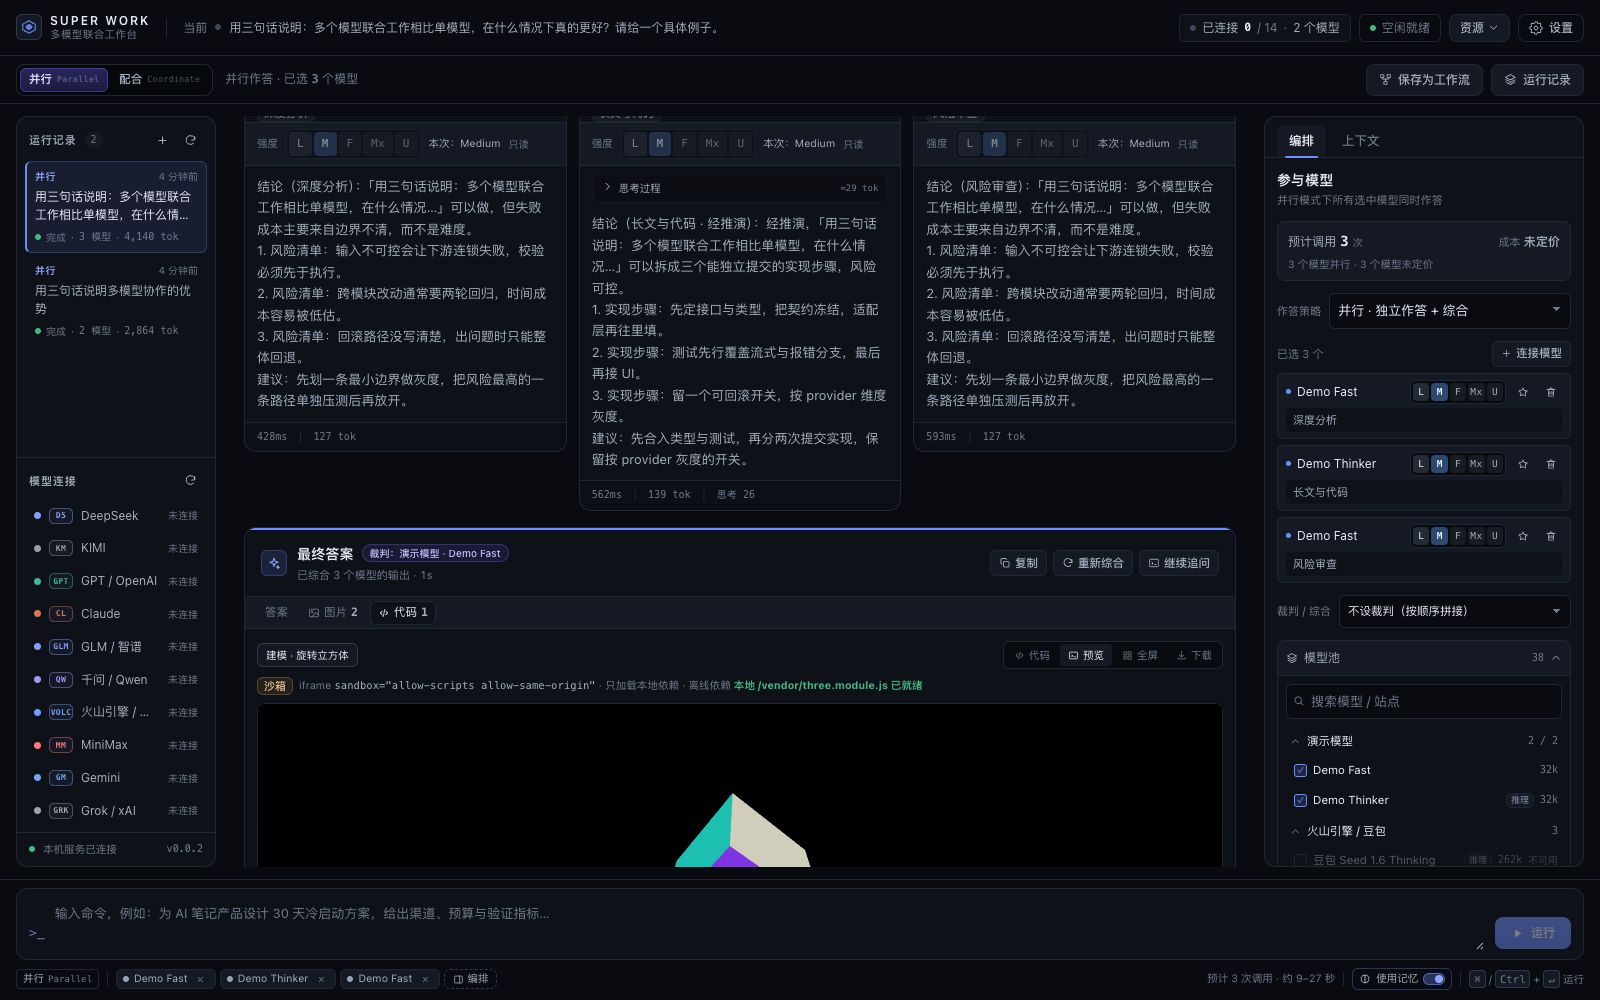 SUPER WORK
多模型联合工作台
当前 用三句话说明：多个模型联合工作相比单模型，在什么情况下真的更好？请给一个具体例子。
已连接 0 / 14 · 2 个模型
空闲就绪
资源
设置
并行 Parallel
配合 Coordinate
并行作答 · 已选 3 个模型
保存为工作流
运行记录
运行记录 2
并行 4 分钟前
用三句话说明：多个模型联合
工作相比单模型，在什么情...
完成 · 3 模型 · 4,140 tok
并行 4 分钟前
用三句话说明多模型协作的优
势
完成 · 2 模型 · 2,864 tok
模型连接
DS DeepSeek 未连接
KM KIMI 未连接
GPT GPT / OpenAI 未连接
CL Claude 未连接
GLM GLM / 智谱 未连接
QW 千问 / Qwen 未连接
VOLC 火山引擎 / ... 未连接
MM MiniMax 未连接
GM Gemini 未连接
GRK Grok / xAI 未连接
本机服务已连接 v0.0.2
强度 L M F Mx U 本次：Medium 只读
结论（深度分析）：「用三句话说明：多个模型联合
工作相比单模型，在什么情况…」可以做，但失败
成本主要来自边界不清，而不是难度。
1. 风险清单：输入不可控会让下游连锁失败，校验
必须先于执行。
2. 风险清单：跨模块改动通常要两轮回归，时间成
本容易被低估。
3. 风险清单：回滚路径没写清楚，出问题时只能整
体回退。
建议：先划一条最小边界做灰度，把风险最高的一
条路径单独压测后再放开。
428ms | 127 tok
强度 L M F Mx U 本次：Medium 只读
思考过程 ≈29 tok
结论（长文与代码 · 经推演）：经推演，「用三句话
说明：多个模型联合工作相比单模型，在什么情
况…」可以拆成三个能独立提交的实现步骤，风险
可控。
1. 实现步骤：先定接口与类型，把契约冻结，适配
层再往里填。
2. 实现步骤：测试先行覆盖流式与报错分支，最后
再接 UI。
3. 实现步骤：留一个可回滚开关，按 provider 维度
灰度。
建议：先合入类型与测试，再分两次提交实现，保
留按 provider 灰度的开关。
562ms | 139 tok | 思考 26
强度 L M F Mx U 本次：Medium 只读
结论（风险审查）：「用三句话说明：多个模型联合
工作相比单模型，在什么情况…」可以做，但失败
成本主要来自边界不清，而不是难度。
1. 风险清单：输入不可控会让下游连锁失败，校验
必须先于执行。
2. 风险清单：跨模块改动通常要两轮回归，时间成
本容易被低估。
3. 风险清单：回滚路径没写清楚，出问题时只能整
体回退。
建议：先划一条最小边界做灰度，把风险最高的一
条路径单独压测后再放开。
593ms | 127 tok
最终答案 裁判：演示模型 · Demo Fast
已综合 3 个模型的输出 · 1s
复制
重新综合
继续追问
答案
图片 2
代码 1
建模 · 旋转立方体
代码
预览
全屏
下载
沙箱 iframe sandbox="allow-scripts allow-same-origin" · 只加载本地依赖 · 离线依赖 本地 /vendor/three.module.js 已就绪
编排
上下文
参与模型
并行模式下所有选中模型同时作答
预计调用 3 次 成本 未定价
3 个模型并行 · 3 个模型未定价
作答策略 并行 · 独立作答 + 综合
已选 3 个 连接模型
Demo Fast L M F Mx U
深度分析
Demo Thinker L M F Mx U
长文与代码
Demo Fast L M F Mx U
风险审查
裁判 / 综合 不设裁判（按顺序拼接）
模型池 38
搜索模型 / 站点
演示模型 2 / 2
Demo Fast 32k
Demo Thinker 推理 32k
火山引擎 / 豆包 3
豆包 Seed 1.6 Thinking 推理 262k 不可用
输入命令，例如：为 AI 笔记产品设计 30 天冷启动方案，给出渠道、预算与验证指标...
>_
运行
并行 Parallel
Demo Fast ×
Demo Thinker ×
Demo Fast ×
编排
预计 3 次调用 · 约 9–27 秒
使用记忆
⌘ / Ctrl + ↵ 运行